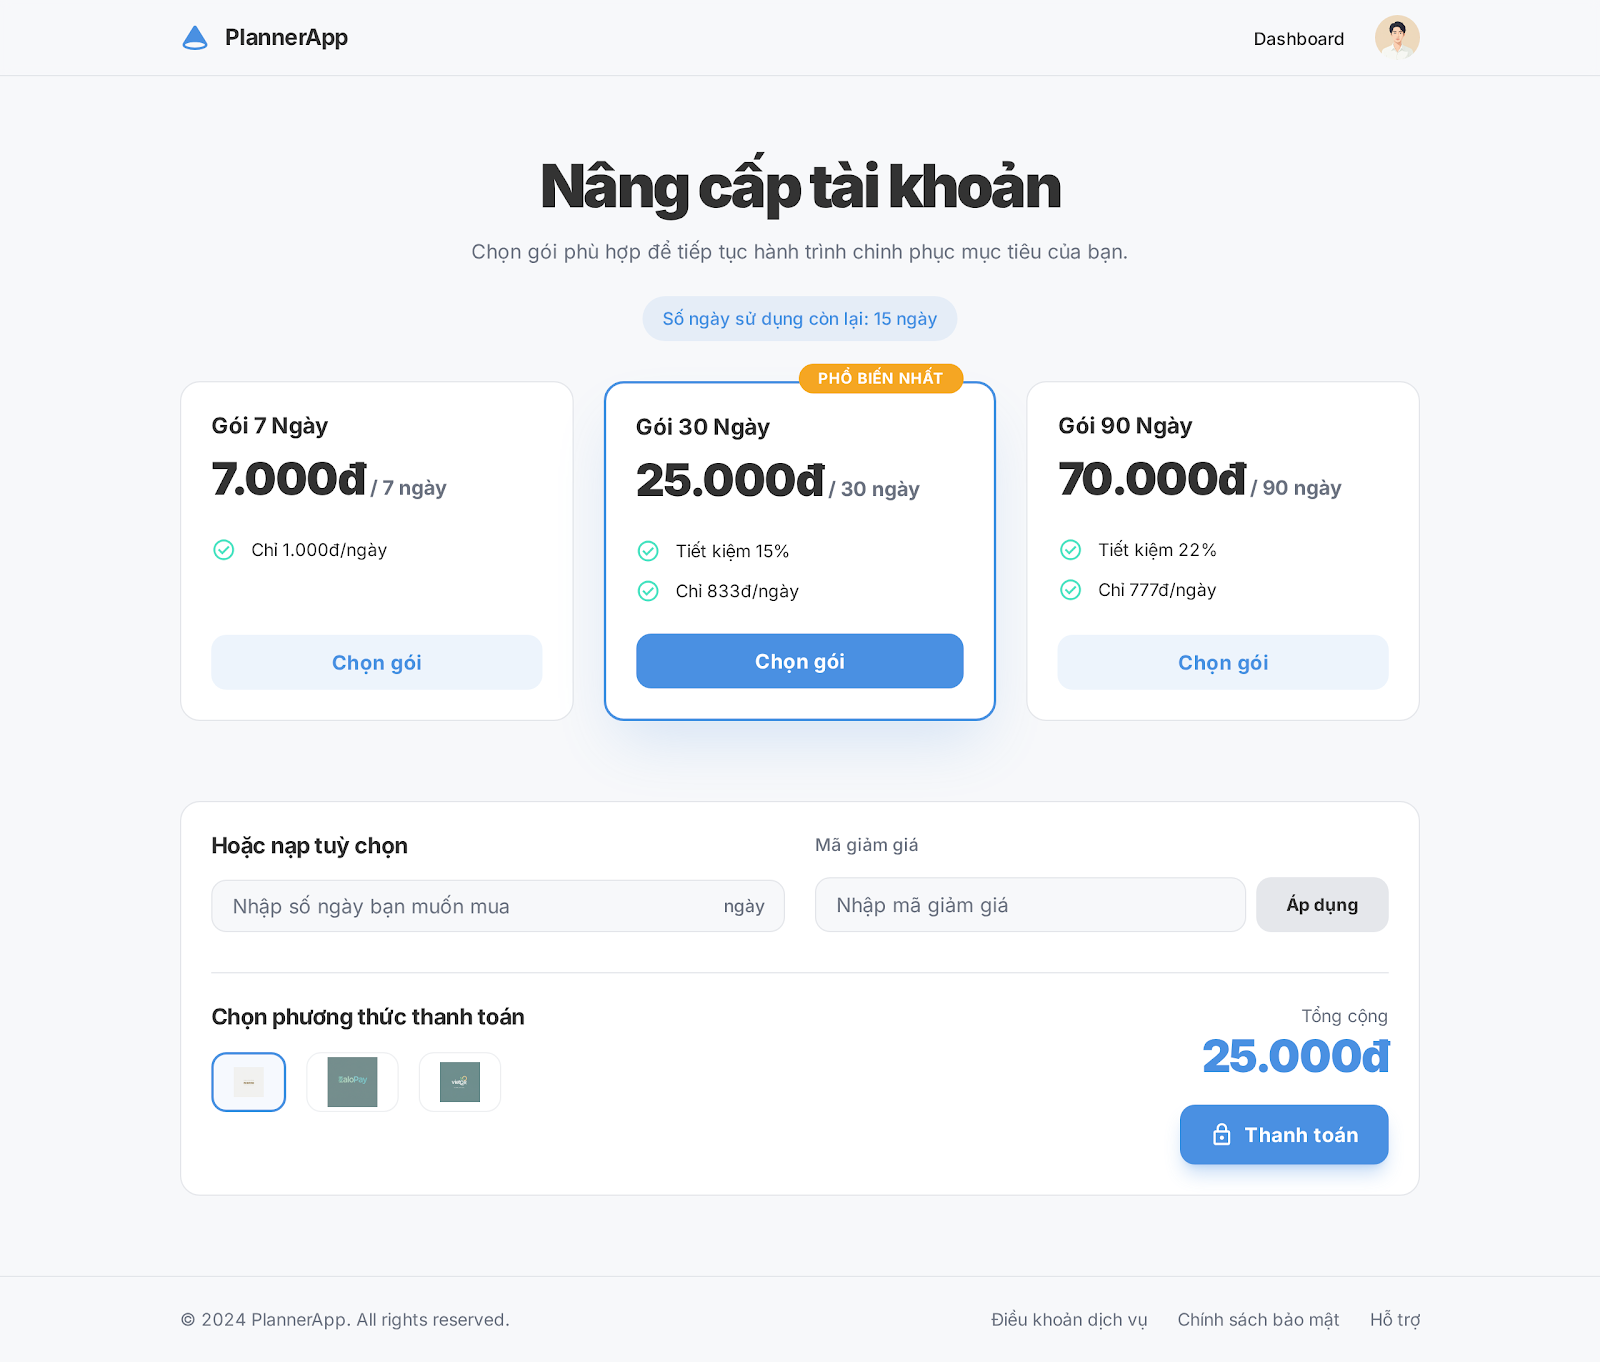 PlannerApp
Dashboard
Nâng cấp tài khoản
Chọn gói phù hợp để tiếp tục hành trình chinh phục mục tiêu của bạn.
Số ngày sử dụng còn lại: 15 ngày
Gói 7 Ngày
7.000đ / 7 ngày
Chỉ 1.000đ/ngày
Chọn gói
PHỔ BIẾN NHẤT
Gói 30 Ngày
25.000đ / 30 ngày
Tiết kiệm 15%
Chỉ 833đ/ngày
Chọn gói
Gói 90 Ngày
70.000đ / 90 ngày
Tiết kiệm 22%
Chỉ 777đ/ngày
Chọn gói
Hoặc nạp tuỳ chọn
Nhập số ngày bạn muốn mua ngày
Mã giảm giá
Nhập mã giảm giá
Áp dụng
Chọn phương thức thanh toán
Tổng cộng
25.000đ
Thanh toán
© 2024 PlannerApp. All rights reserved.
Điều khoản dịch vụ
Chính sách bảo mật
Hỗ trợ